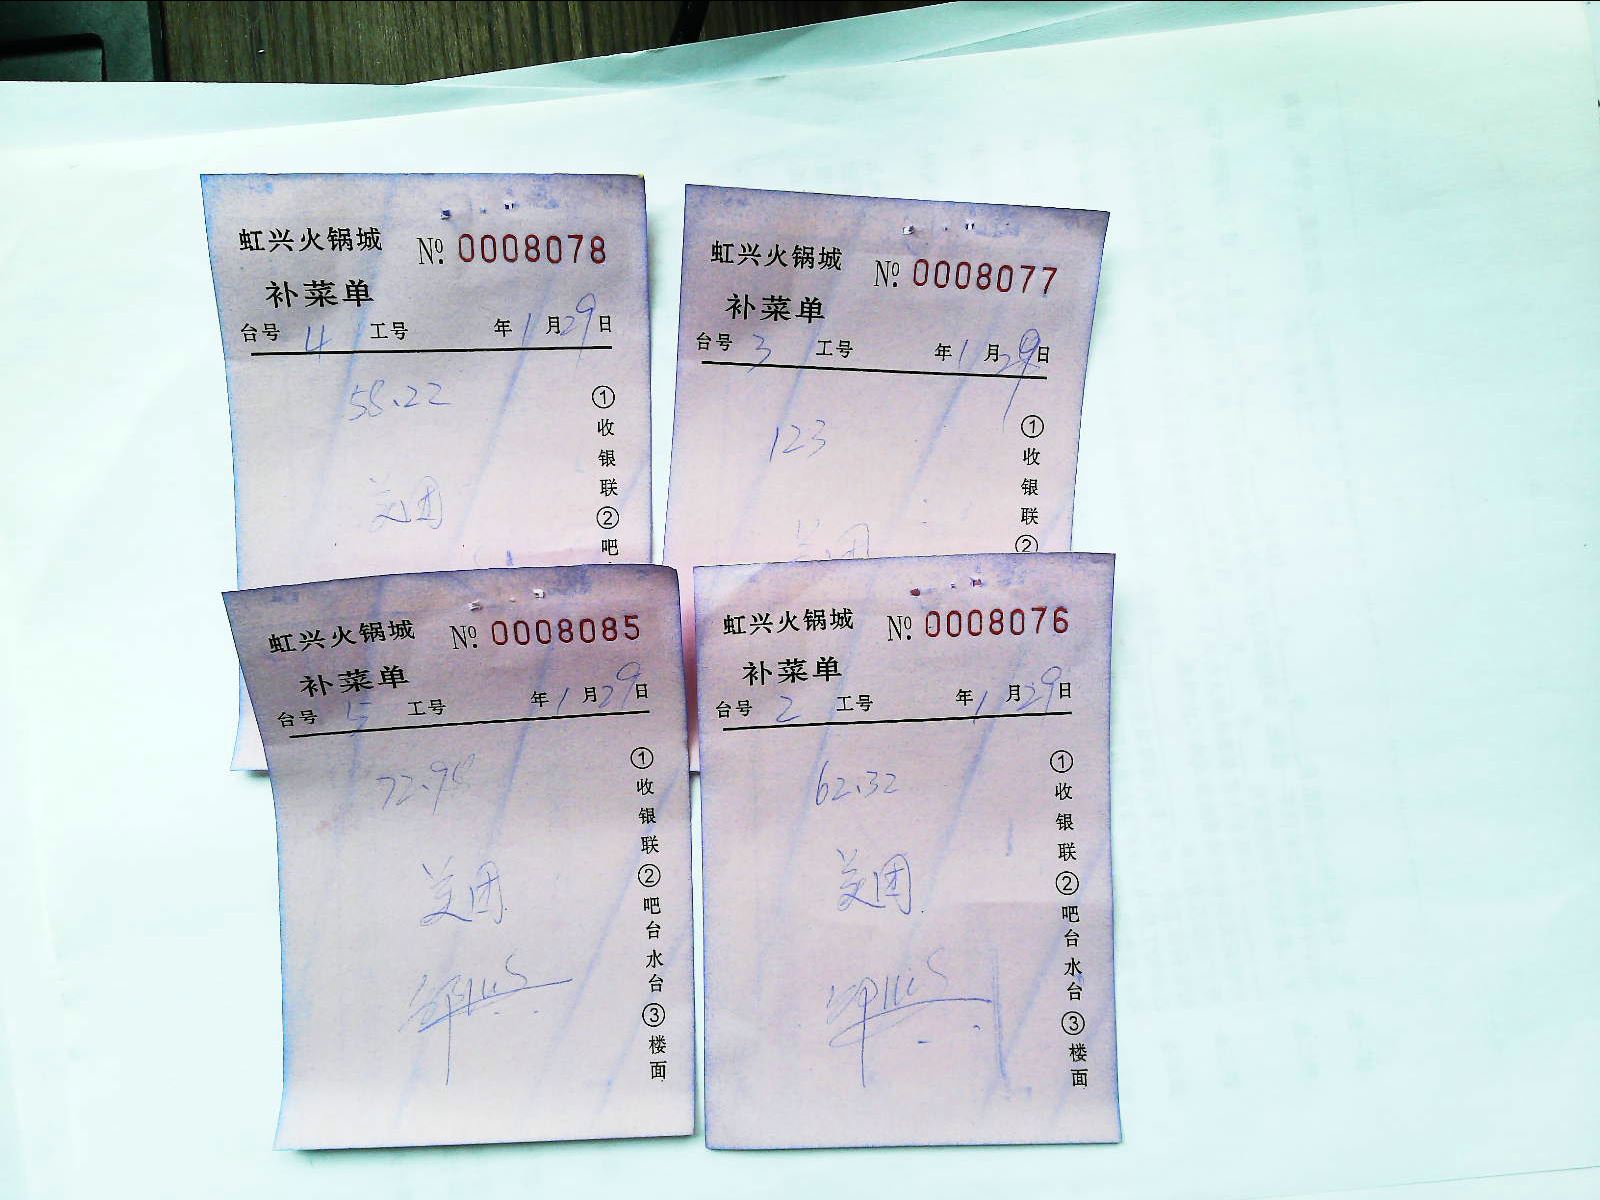 虹兴火锅城 №. 0008078
补菜单
台号 4 工号 年 1 月 29 日
58.22
美团
①收银联②吧
虹兴火锅城 №. 0008077
补菜单
台号 3 工号 年 1 月 29 日
123
美团
①收银联②
虹兴火锅城 №. 0008085
补菜单
台号 5 工号 年 1 月 29 日
72.98
美团
①收银联②吧台水台③楼面
虹兴火锅城 №. 0008076
补菜单
台号 2 工号 年 1 月 29 日
62.32
美团
①收银联②吧台水台③楼面